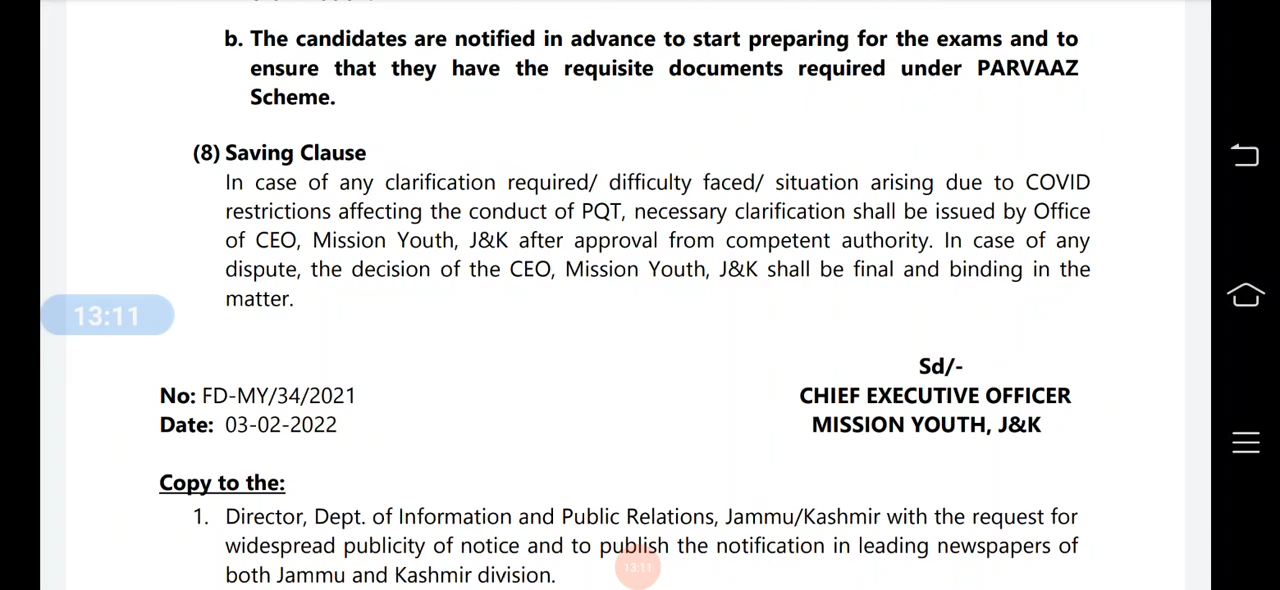 b. The candidates are notified in advance to start preparing for the exams and to
ensure that they have the requisite documents required under PARVAAZ
Scheme.
(8) Saving Clause
In case of any clarification required/ difficulty faced/ situation arising due to COVID
restrictions affecting the conduct of PQT, necessary clarification shall be issued by Office
of CEO, Mission Youth, J&K after approval from competent authority. In case of any
dispute, the decision of the CEO, Mission Youth, J&K shall be final and binding in the
matter.
13:11
Sd/-
No: FD-MY/34/2021
CHIEF EXECUTIVE OFFICER
Date: 03-02-2022
MISSION YOUTH, J&K
Copy to the:
1. Director, Dept. of Information and Public Relations, Jammu/Kashmir with the request for
widespread publicity of notice and to publish the notification in leading newspapers of
both Jammu and Kashmir division.
13:11